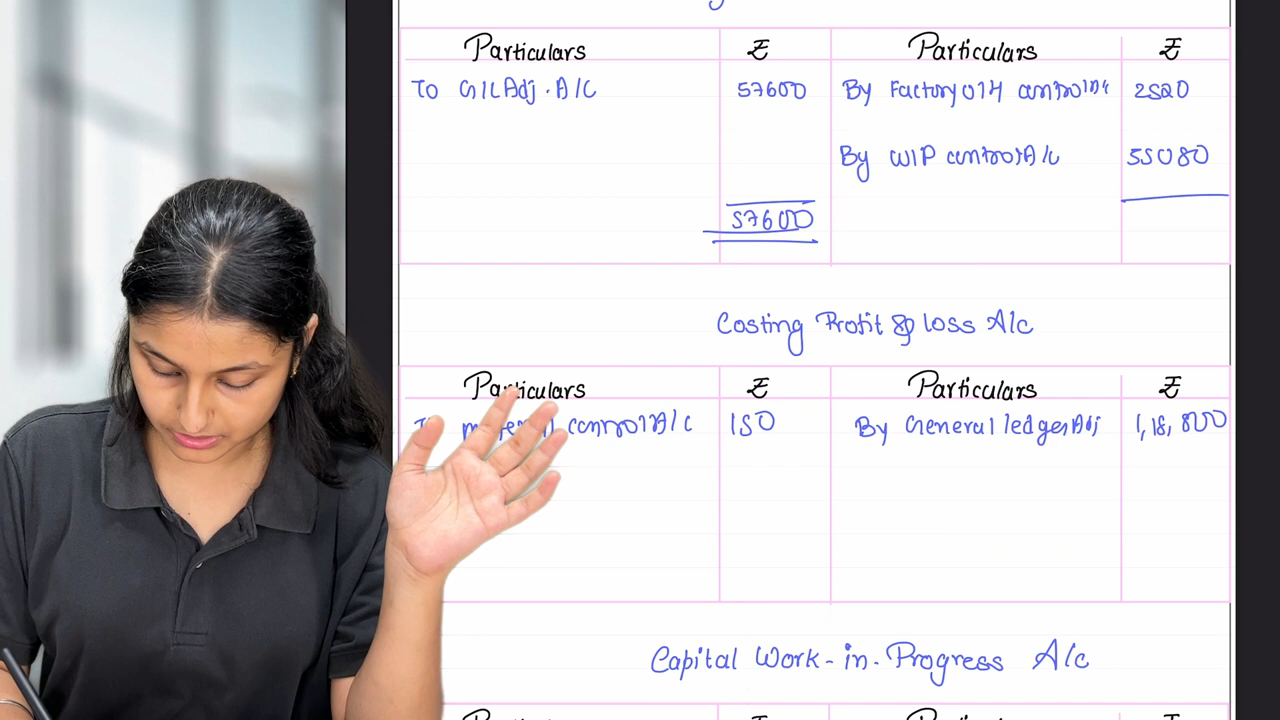 Particulars ₹ Particulars ₹
To G/L Adj. A/c 57600 By Factory O/H control A/c 2520
By WIP control A/c 55080
57600
Costing Profit & Loss A/c
Particulars ₹ Particulars ₹
material control A/c 150 By General ledger Adj 1,18,800
Capital Work-in-Progress A/c